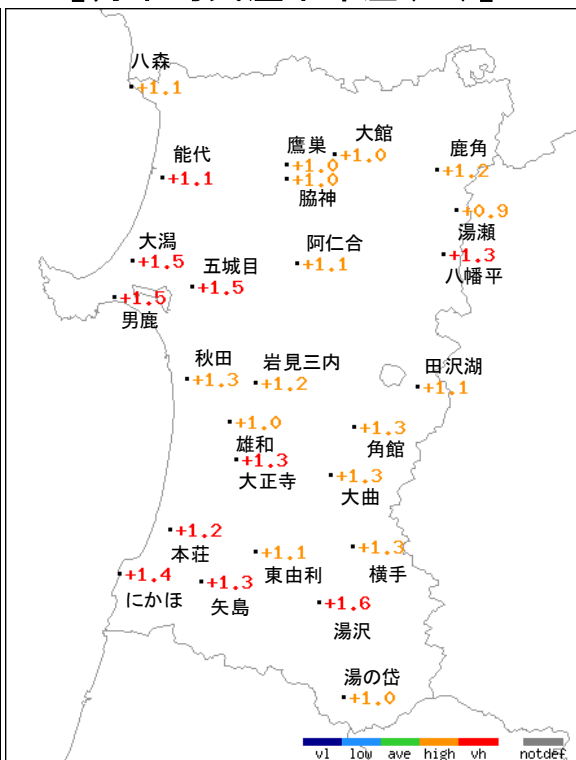 八森
+1.1
能代
+1.1
鷹巣
+1.0
大館
+1.0
+1.0
脇神
鹿角
+1.2
+0.9
湯瀬
+1.3
八幡平
大潟
+1.5
五城目
+1.5
阿仁合
+1.1
+1.5
男鹿
秋田
+1.3
岩見三内
+1.2
田沢湖
+1.1
+1.0
雄和
+1.3
大正寺
+1.3
角館
+1.3
大曲
+1.2
本荘
+1.1
東由利
+1.3
横手
+1.4
にかほ
+1.3
矢島
+1.6
湯沢
湯の岱
+1.0
vl low ave high vh notdef